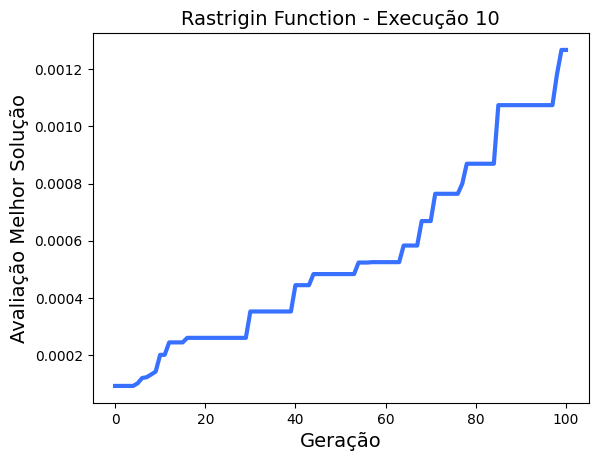 Rastrigin Function - Execução 10
Avaliação Melhor Solução
0.0012
0.0010
0.0008
0.0006
0.0004
0.0002
0 20 40 60 80 100
Geração